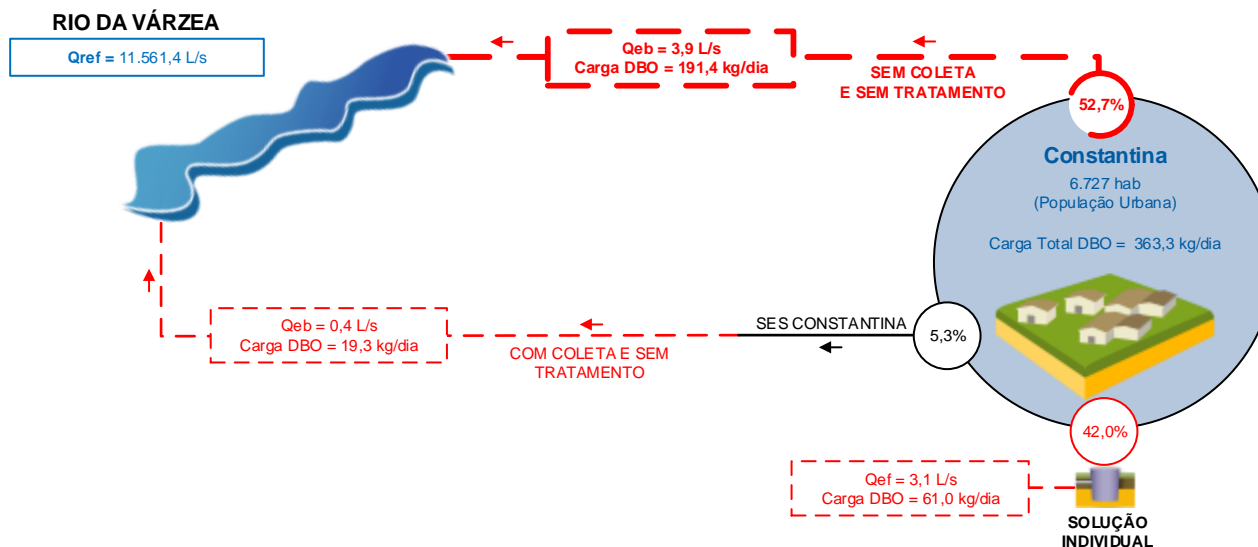 RIO DA VÁRZEA
Qref = 11.561,4 L/s
Qeb = 3,9 L/s
Carga DBO = 191,4 kg/dia
SEM COLETA
E SEM TRATAMENTO
52,7%
Constantina
6.727 hab
(População Urbana)
Carga Total DBO = 363,3 kg/dia
SES CONSTANTINA
5,3%
Qeb = 0,4 L/s
Carga DBO = 19,3 kg/dia
COM COLETA E SEM
TRATAMENTO
42,0%
Qef = 3,1 L/s
Carga DBO = 61,0 kg/dia
SOLUÇÃO
INDIVIDUAL